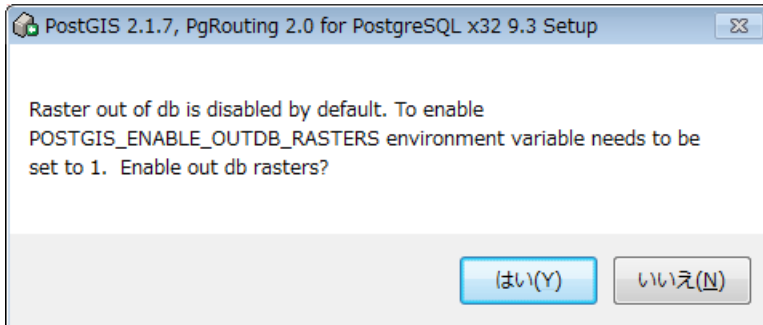 PostGIS 2.1.7, PgRouting 2.0 for PostgreSQL x32 9.3 Setup
Raster out of db is disabled by default. To enable
POSTGIS_ENABLE_OUTDB_RASTERS environment variable needs to be
set to 1.  Enable out db rasters?
はい(Y)
いいえ(N)